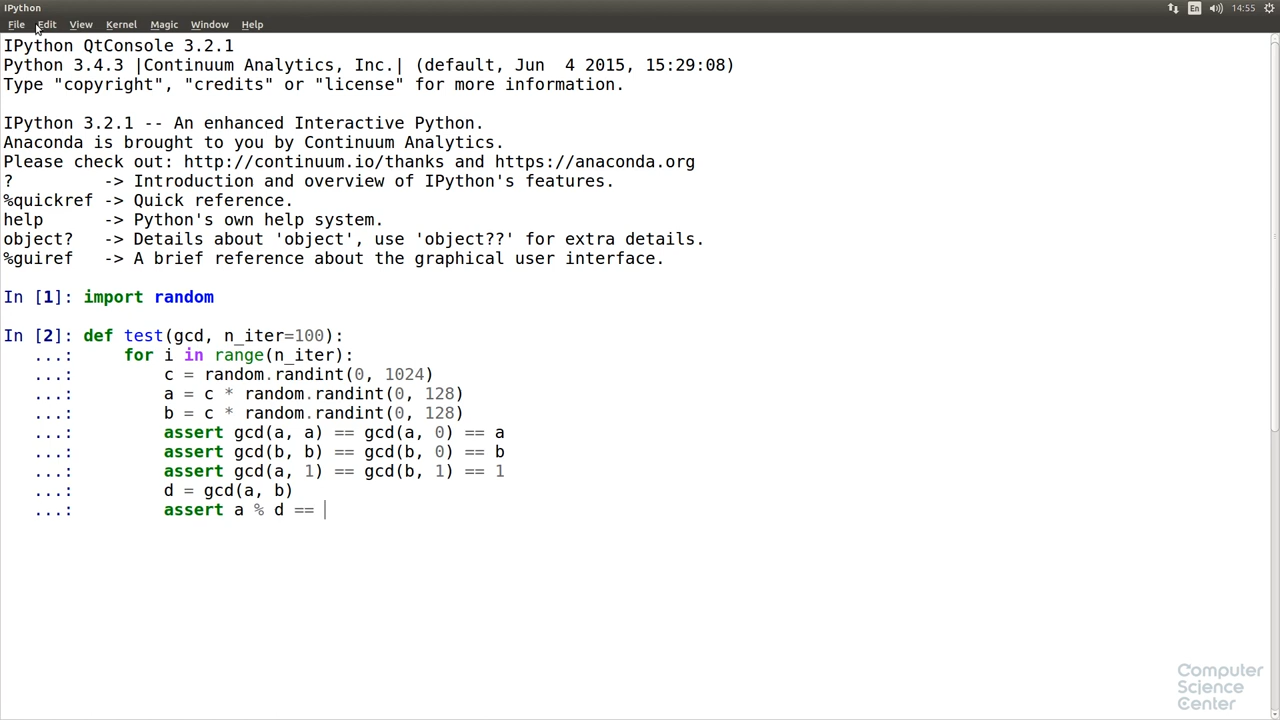 IPython
En 14:55
File Edit View Kernel Magic Window Help
IPython QtConsole 3.2.1
Python 3.4.3 |Continuum Analytics, Inc.| (default, Jun  4 2015, 15:29:08)
Type "copyright", "credits" or "license" for more information.
IPython 3.2.1 -- An enhanced Interactive Python.
Anaconda is brought to you by Continuum Analytics.
Please check out: http://continuum.io/thanks and https://anaconda.org
?         -> Introduction and overview of IPython's features.
%quickref -> Quick reference.
help      -> Python's own help system.
object?   -> Details about 'object', use 'object??' for extra details.
%guiref   -> A brief reference about the graphical user interface.
In [1]: import random
In [2]: def test(gcd, n_iter=100):
   ...:     for i in range(n_iter):
   ...:         c = random.randint(0, 1024)
   ...:         a = c * random.randint(0, 128)
   ...:         b = c * random.randint(0, 128)
   ...:         assert gcd(a, a) == gcd(a, 0) == a
   ...:         assert gcd(b, b) == gcd(b, 0) == b
   ...:         assert gcd(a, 1) == gcd(b, 1) == 1
   ...:         d = gcd(a, b)
   ...:         assert a % d ==
Computer
Science
Center